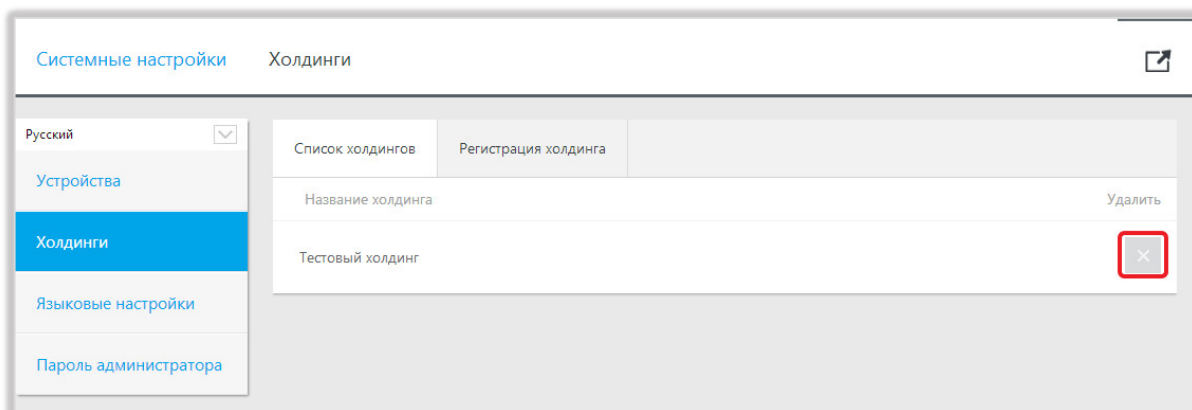 Системные настройки Холдинги
Русский
Устройства
Холдинги
Языковые настройки
Пароль администратора
Список холдингов Регистрация холдинга
Название холдинга Удалить
Тестовый холдинг